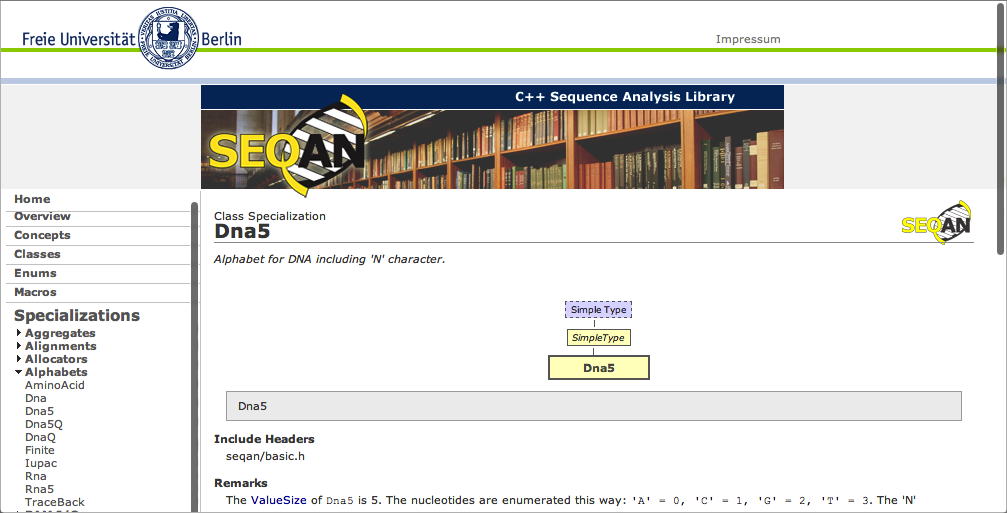 Freie Universität Berlin
Impressum
C++ Sequence Analysis Library
SEQAN
Home
Overview
Concepts
Classes
Enums
Macros
Specializations
Aggregates
Alignments
Allocators
Alphabets
AminoAcid
Dna
Dna5
Dna5Q
DnaQ
Finite
Iupac
Rna
Rna5
TraceBack
Class Specialization
Dna5
SEQAN
Alphabet for DNA including 'N' character.
Simple Type
SimpleType
Dna5
Dna5
Include Headers
seqan/basic.h
Remarks
The ValueSize of Dna5 is 5. The nucleotides are enumerated this way: 'A' = 0, 'C' = 1, 'G' = 2, 'T' = 3. The 'N'